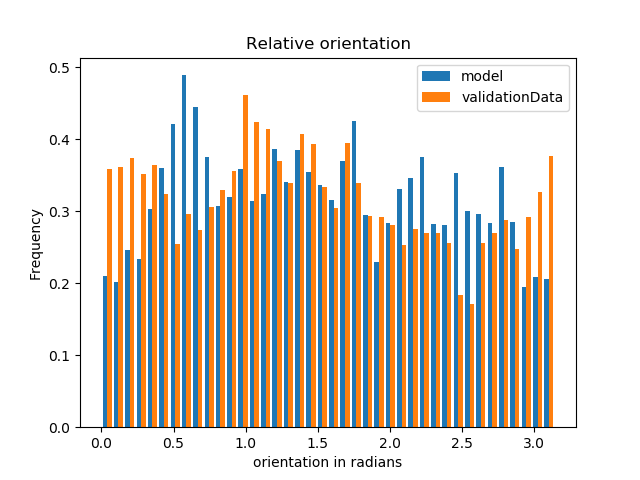 Relative orientation
model
validationData
Frequency
0.5
0.4
0.3
0.2
0.1
0.0
0.0 0.5 1.0 1.5 2.0 2.5 3.0
orientation in radians